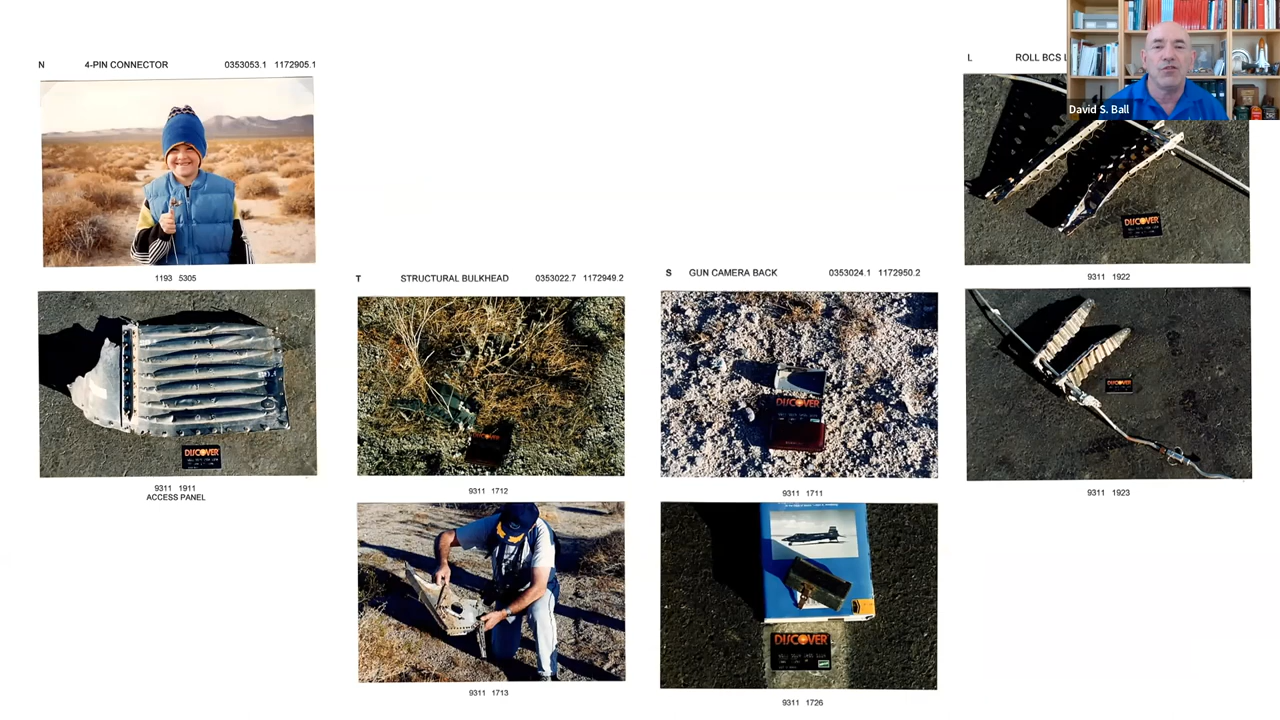 N 4-PIN CONNECTOR 0353053.1 1172905.1
1193 5305
DISCOVER
9311 1911
ACCESS PANEL
T STRUCTURAL BULKHEAD 0353022.7 1172949.2
DISCOVER
9311 1712
9311 1713
S GUN CAMERA BACK 0353024.1 1172950.2
DISCOVER
9311 1711
DISCOVER
9311 1726
L ROLL BCS
David S. Ball
DISCOVER
9311 1922
DISCOVER
9311 1923